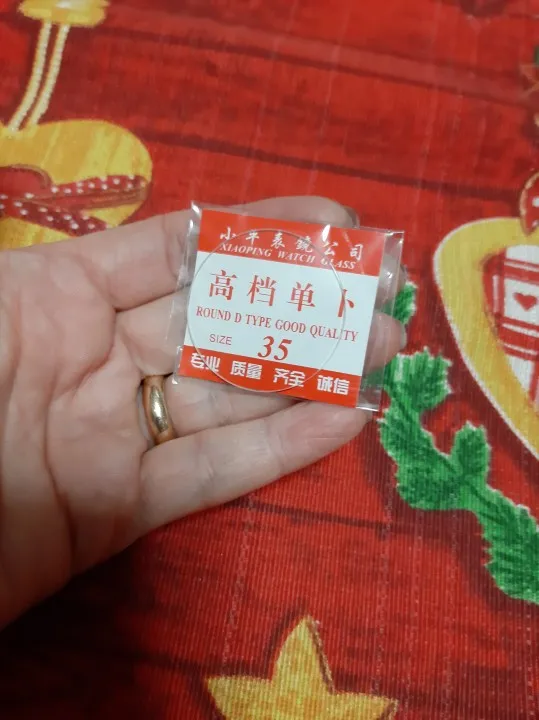 小平表镜公司
XIAOPING WATCH GLASS
高档单卜
ROUND D TYPE GOOD QUALITY
SIZE 35
专业 质量 齐全 诚信